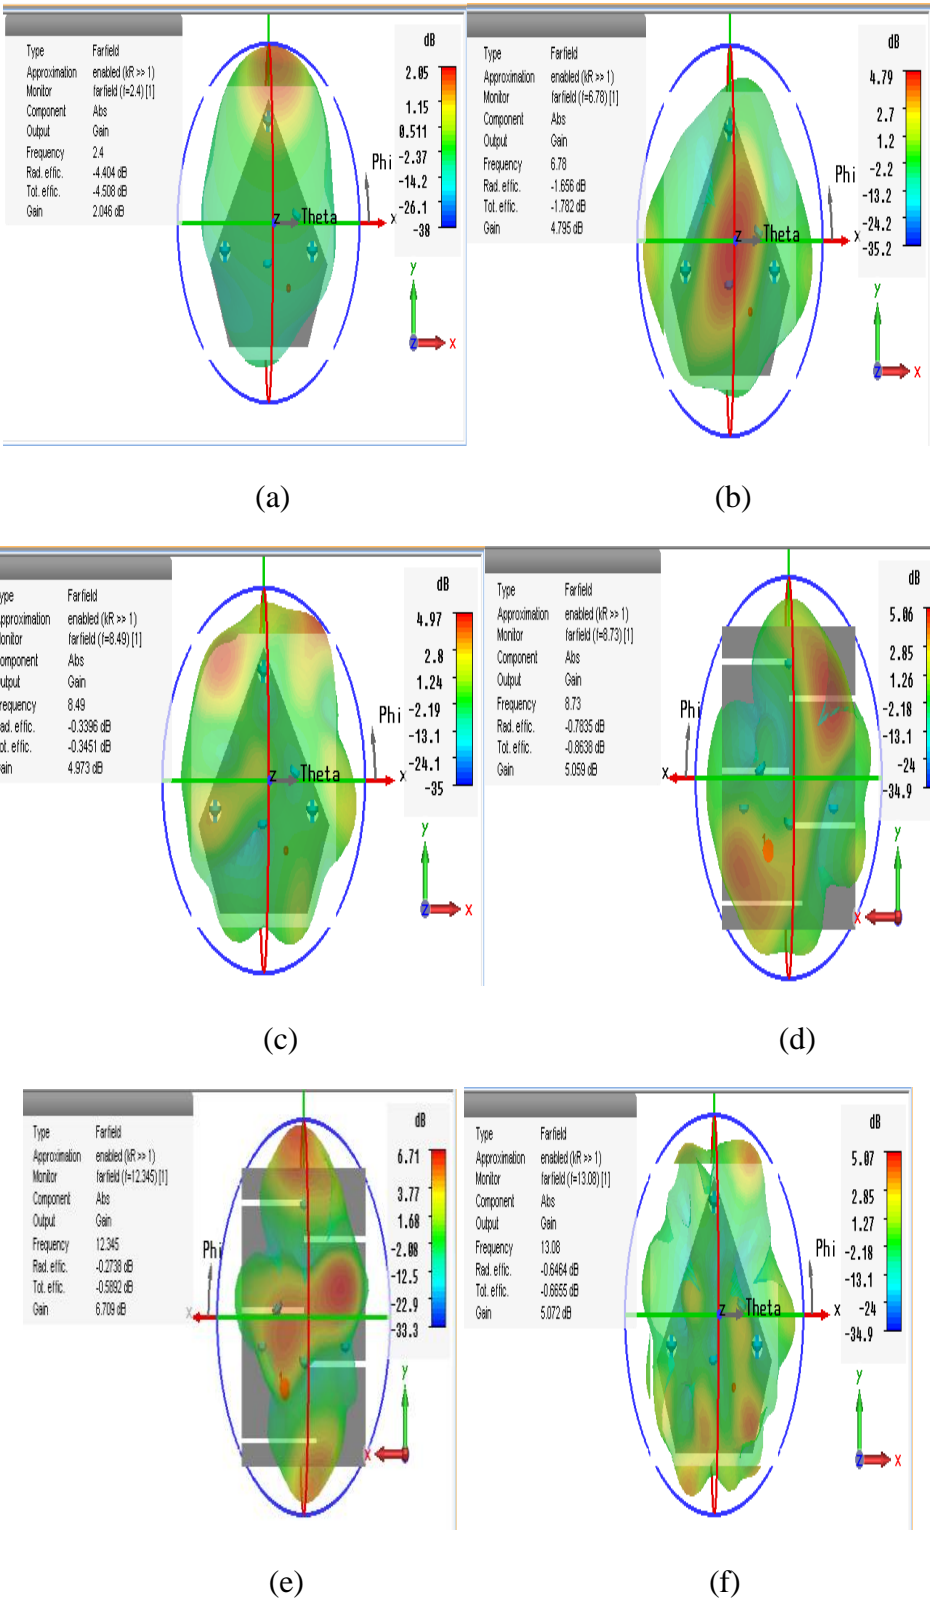 Type Farfield
Approximation enabled (kR >> 1)
Monitor farfield (f=2.4) [1]
Component Abs
Output Gain
Frequency 2.4
Rad. effic. -4.404 dB
Tot. effic. -4.508 dB
Gain 2.046 dB
dB
2.05
1.15
0.511
-2.37
-14.2
-26.1
-38
Phi
z Theta
x
y
z x
(a)
Type Farfield
Approximation enabled (kR >> 1)
Monitor farfield (f=6.78) [1]
Component Abs
Output Gain
Frequency 6.78
Rad. effic. -1.656 dB
Tot. effic. -1.782 dB
Gain 4.795 dB
dB
4.79
2.7
1.2
-2.2
-13.2
-24.2
-35.2
Phi
z Theta
x
y
z x
(b)
ype Farfield
pproximation enabled (kR >> 1)
onitor farfield (f=8.49) [1]
omponent Abs
utput Gain
requency 8.49
ad. effic. -0.3396 dB
ot. effic. -0.3451 dB
ain 4.973 dB
dB
4.97
2.8
1.24
-2.19
-13.1
-24.1
-35
Phi
z Theta
x
y
z x
(c)
Type Farfield
Approximation enabled (kR >> 1)
Monitor farfield (f=8.73) [1]
Component Abs
Output Gain
Frequency 8.73
Rad. effic. -0.7835 dB
Tot. effic. -0.8638 dB
Gain 5.059 dB
dB
5.06
2.85
1.26
-2.18
-13.1
-24
-34.9
Phi
x
y
x
(d)
Type Farfield
Approximation enabled (kR >> 1)
Monitor farfield (f=12.345) [1]
Component Abs
Output Gain
Frequency 12.345
Rad. effic. -0.2738 dB
Tot. effic. -0.5892 dB
Gain 6.709 dB
dB
6.71
3.77
1.68
-2.08
-12.5
-22.9
-33.3
Phi
x
y
x
(e)
Type Farfield
Approximation enabled (kR >> 1)
Monitor farfield (f=13.08) [1]
Component Abs
Output Gain
Frequency 13.08
Rad. effic. -0.6464 dB
Tot. effic. -0.6655 dB
Gain 5.072 dB
dB
5.07
2.85
1.27
-2.18
-13.1
-24
-34.9
Phi
z Theta
x
y
z x
(f)